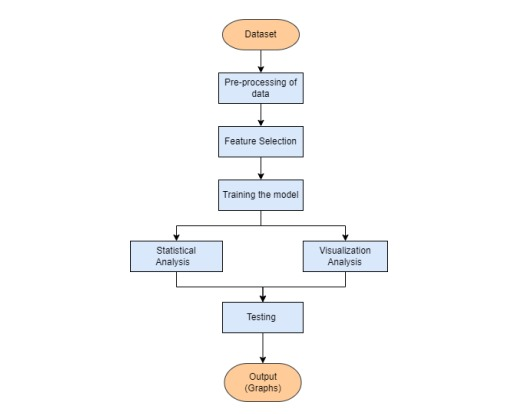 Dataset
Pre-processing of
data
Feature Selection
Training the model
Statistical
Analysis
Visualization
Analysis
Testing
Output
(Graphs)